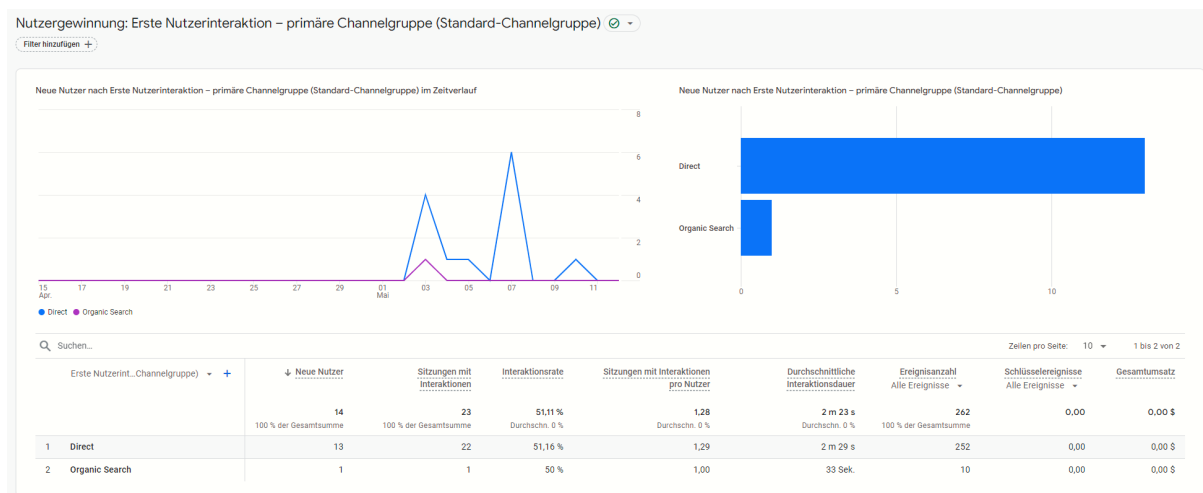 Nutzergewinnung: Erste Nutzerinteraktion – primäre Channelgruppe (Standard-Channelgruppe)
Filter hinzufügen +
Neue Nutzer nach Erste Nutzerinteraktion – primäre Channelgruppe (Standard-Channelgruppe) im Zeitverlauf
8
6
4
2
0
15 17 19 21 23 25 27 29 01 03 05 07 09 11
Apr. Mai
Direct Organic Search
Neue Nutzer nach Erste Nutzerinteraktion – primäre Channelgruppe (Standard-Channelgruppe)
Direct
Organic Search
0 5 10
Suchen...
Zeilen pro Seite: 10 1 bis 2 von 2
Erste Nutzerint...Channelgruppe) + ↓ Neue Nutzer Sitzungen mit Interaktionsrate Sitzungen mit Interaktionen Durchschnittliche Ereignisanzahl Schlüsselereignisse Gesamtumsatz
Interaktionen pro Nutzer Interaktionsdauer Alle Ereignisse Alle Ereignisse
14 23 51,11 % 1,28 2 m 23 s 262 0,00 0,00 $
100 % der Gesamtsumme 100 % der Gesamtsumme Durchschn. 0 % Durchschn. 0 % Durchschn. 0 % 100 % der Gesamtsumme
1 Direct 13 22 51,16 % 1,29 2 m 29 s 252 0,00 0,00 $
2 Organic Search 1 1 50 % 1,00 33 Sek. 10 0,00 0,00 $